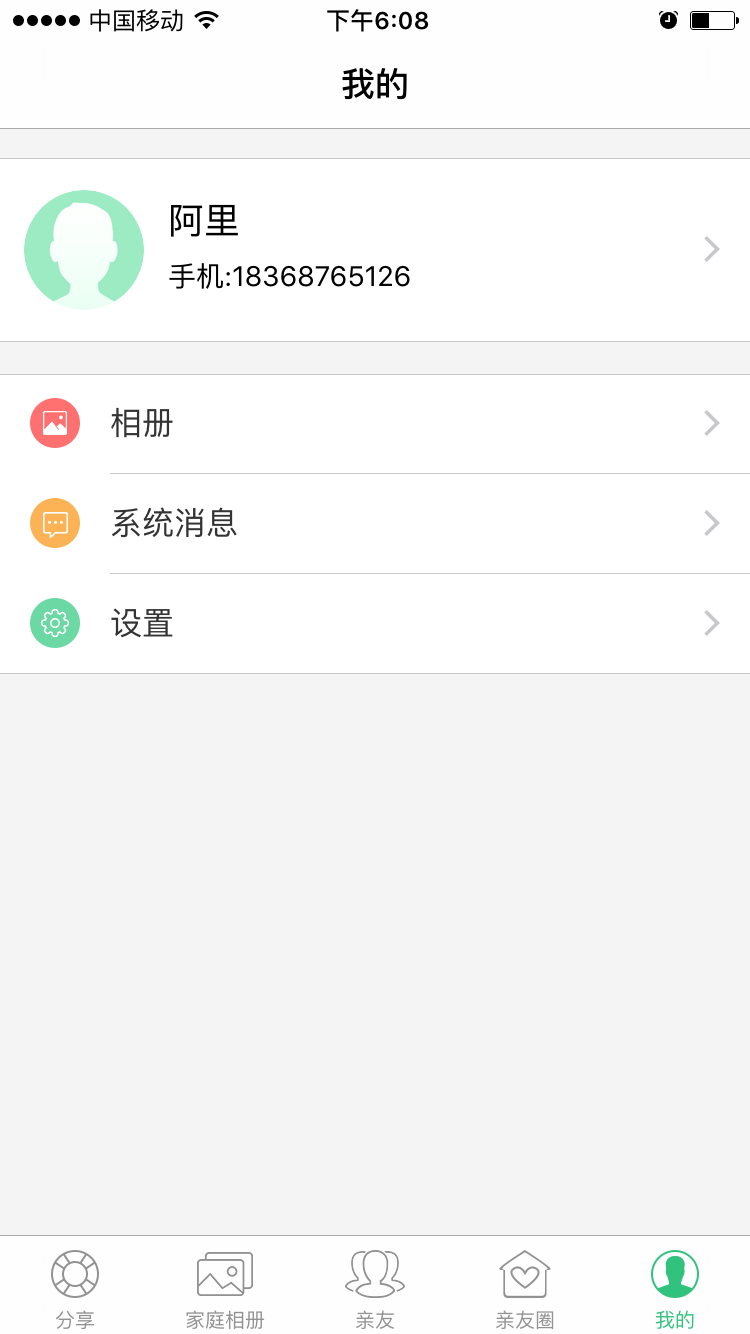 中国移动
下午6:08
我的
阿里
手机:18368765126
相册
系统消息
设置
分享
家庭相册
亲友
亲友圈
我的